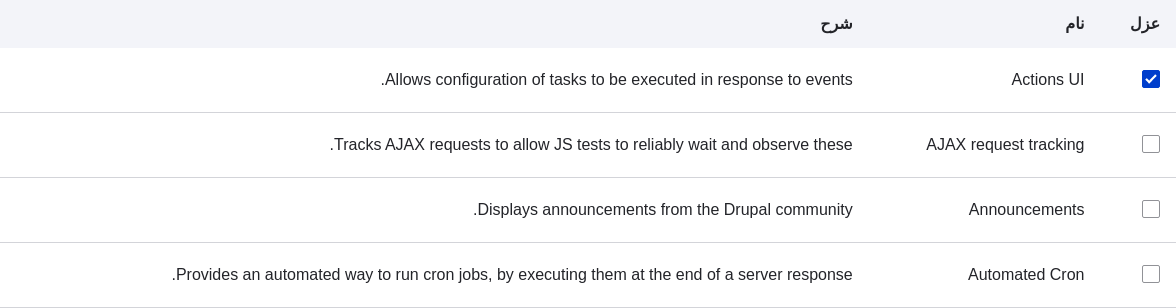 عزل نام شرح
Actions UI Allows configuration of tasks to be executed in response to events.
AJAX request tracking Tracks AJAX requests to allow JS tests to reliably wait and observe these.
Announcements Displays announcements from the Drupal community.
Automated Cron Provides an automated way to run cron jobs, by executing them at the end of a server response.